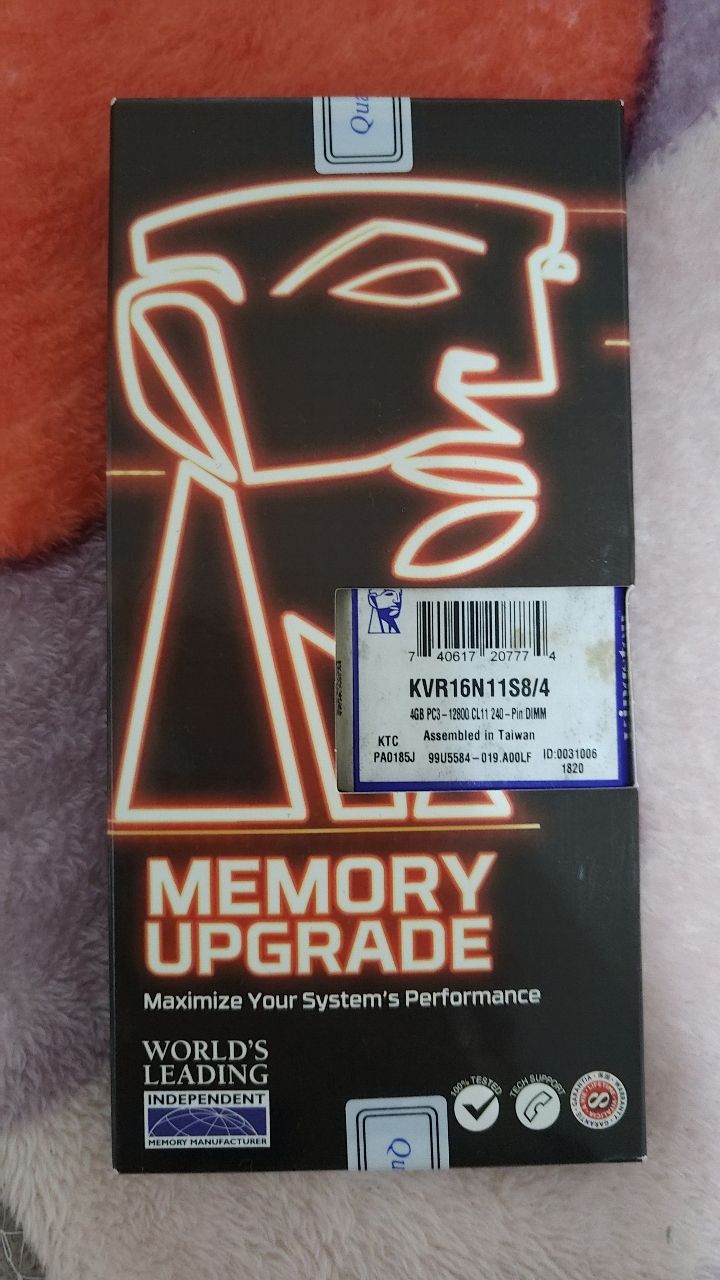 Qua
7 40617 20777 4
KVR16N11S8/4
4GB PC3-12800 CL11 240-Pin DIMM
Assembled in Taiwan
KTC
PA0185J 99U5584-019.A00LF ID:0031006
1820
MEMORY
UPGRADE
Maximize Your System's Performance
WORLD'S
LEADING
INDEPENDENT
MEMORY MANUFACTURER
100% TESTED
TECH SUPPORT
Qu